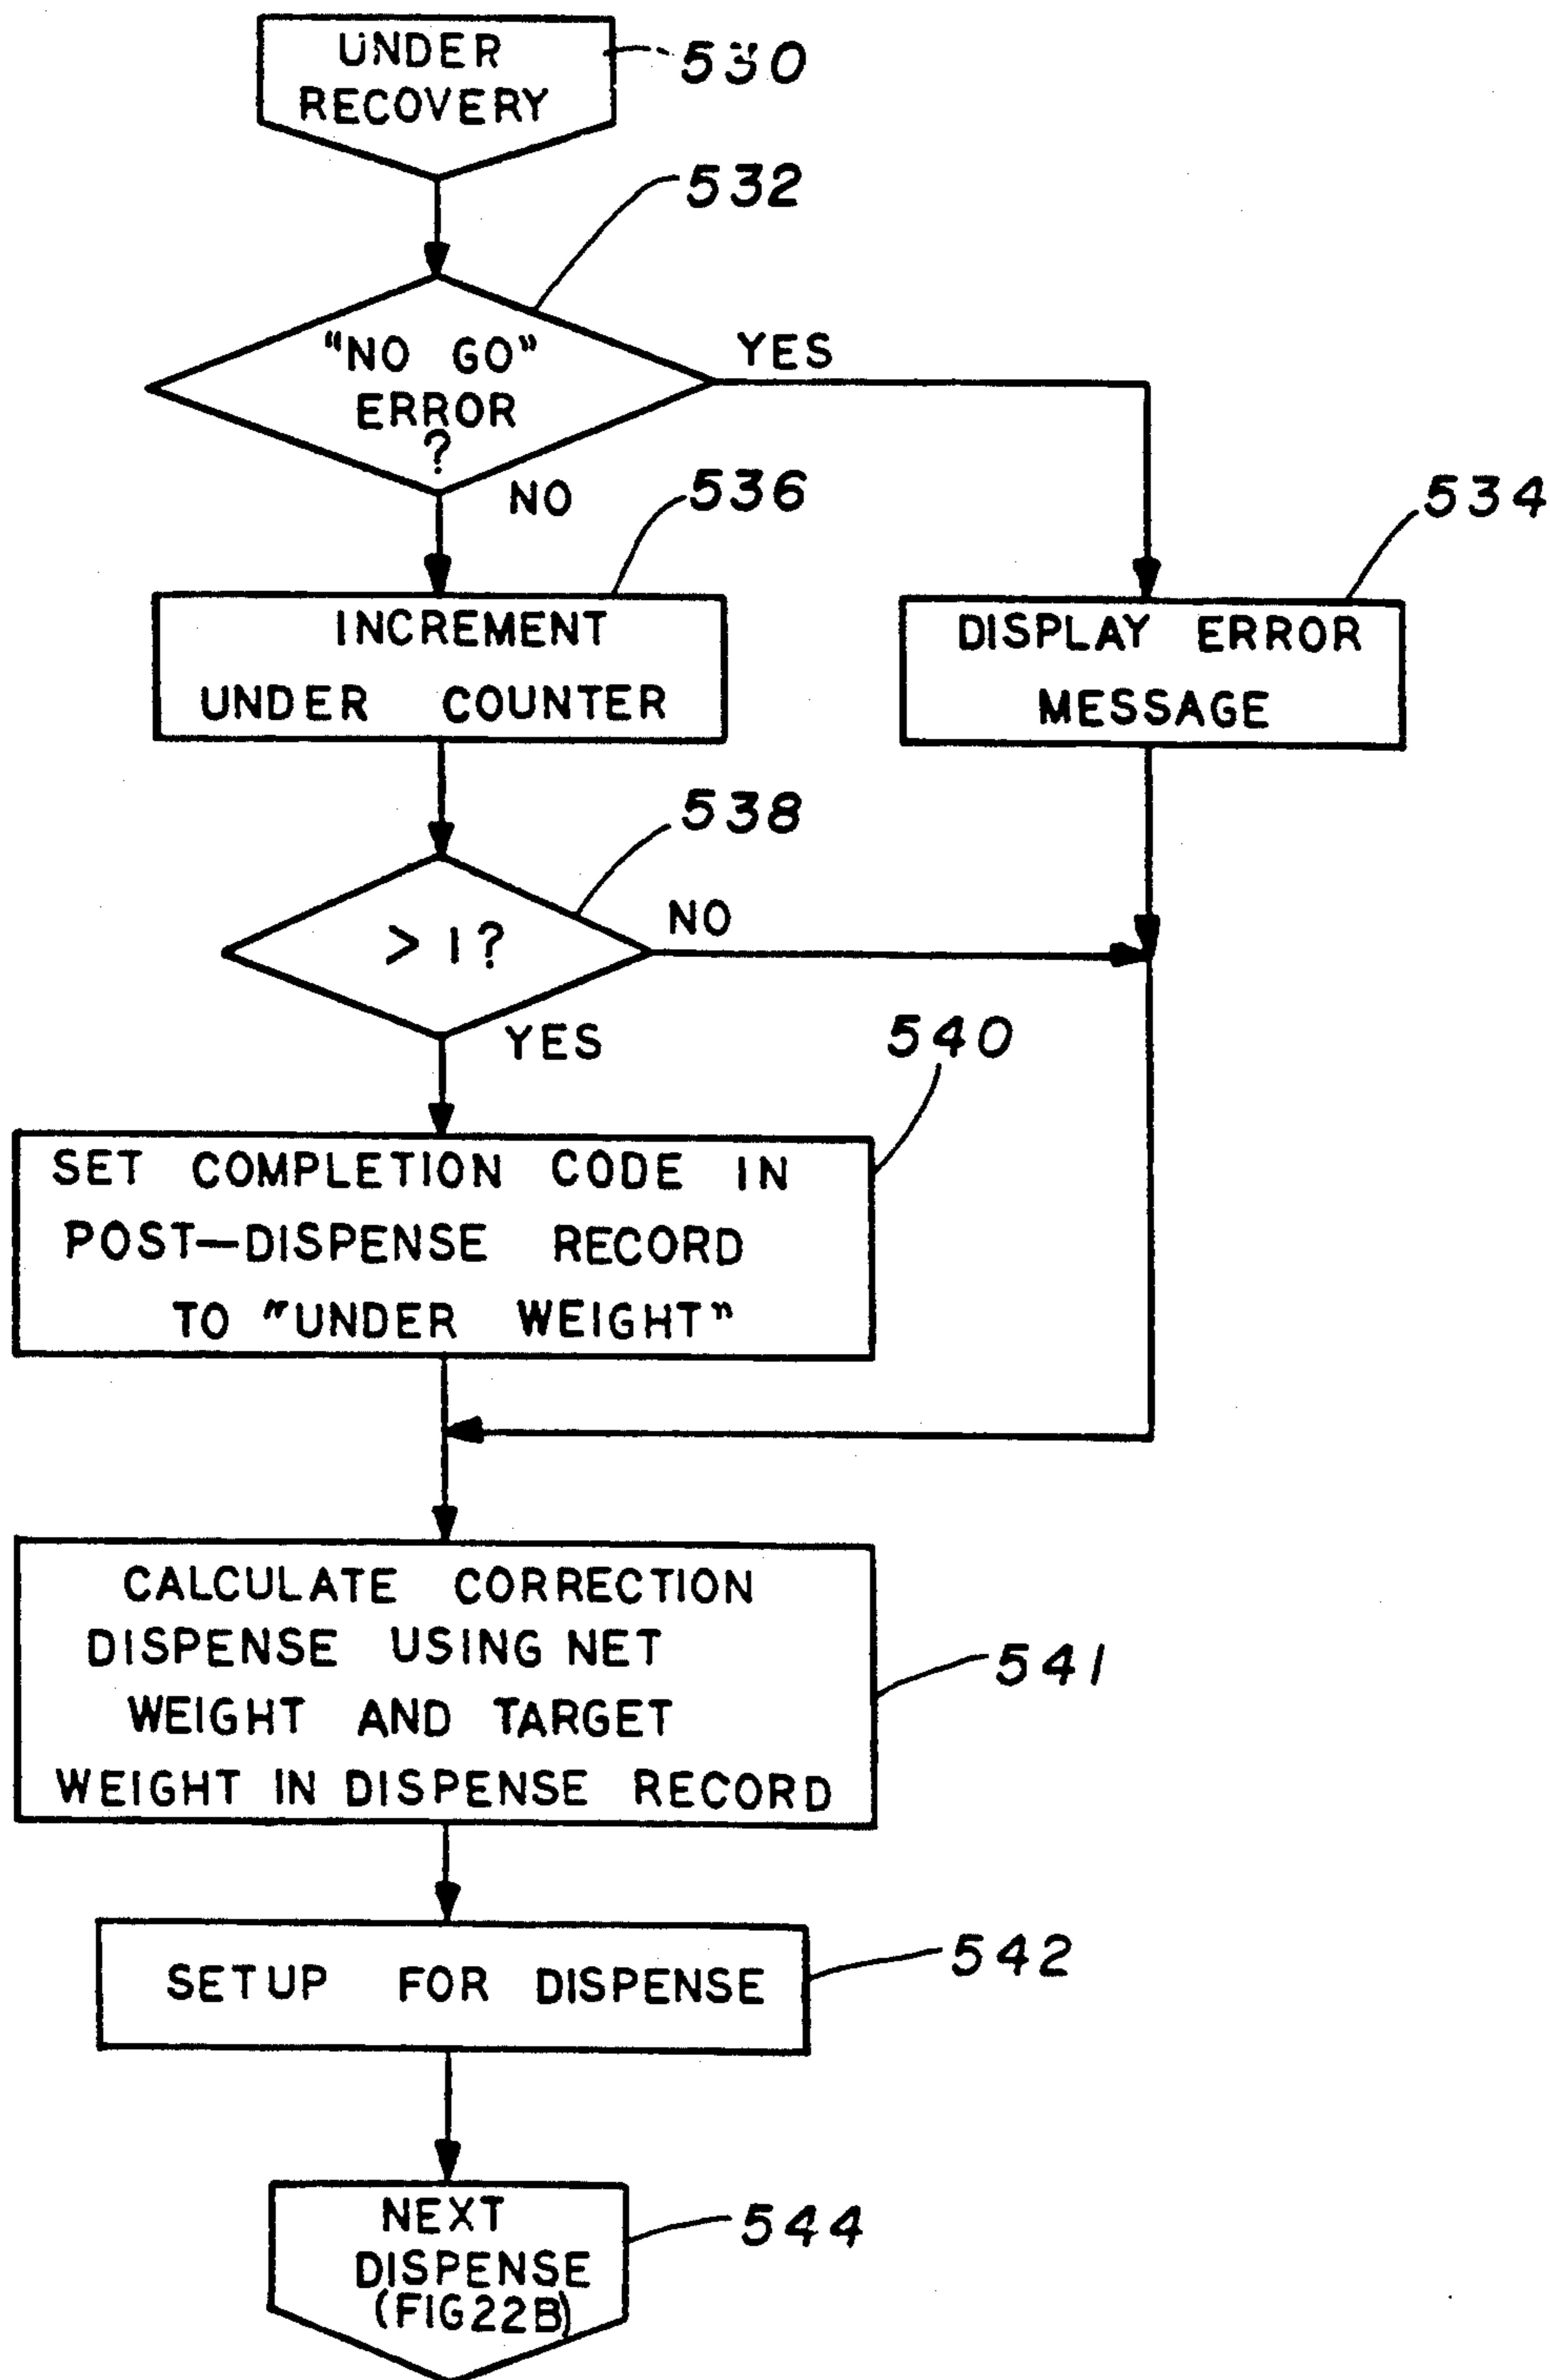 UNDER
RECOVERY
530
532
"NO GO"
ERROR
?
YES
NO
536
534
INCREMENT
UNDER COUNTER
DISPLAY ERROR
MESSAGE
538
> 1?
NO
YES
540
SET COMPLETION CODE IN
POST—DISPENSE RECORD
TO "UNDER WEIGHT"
CALCULATE CORRECTION
DISPENSE USING NET
WEIGHT AND TARGET
WEIGHT IN DISPENSE RECORD
541
SETUP FOR DISPENSE
542
NEXT
DISPENSE
(FIG22B)
544